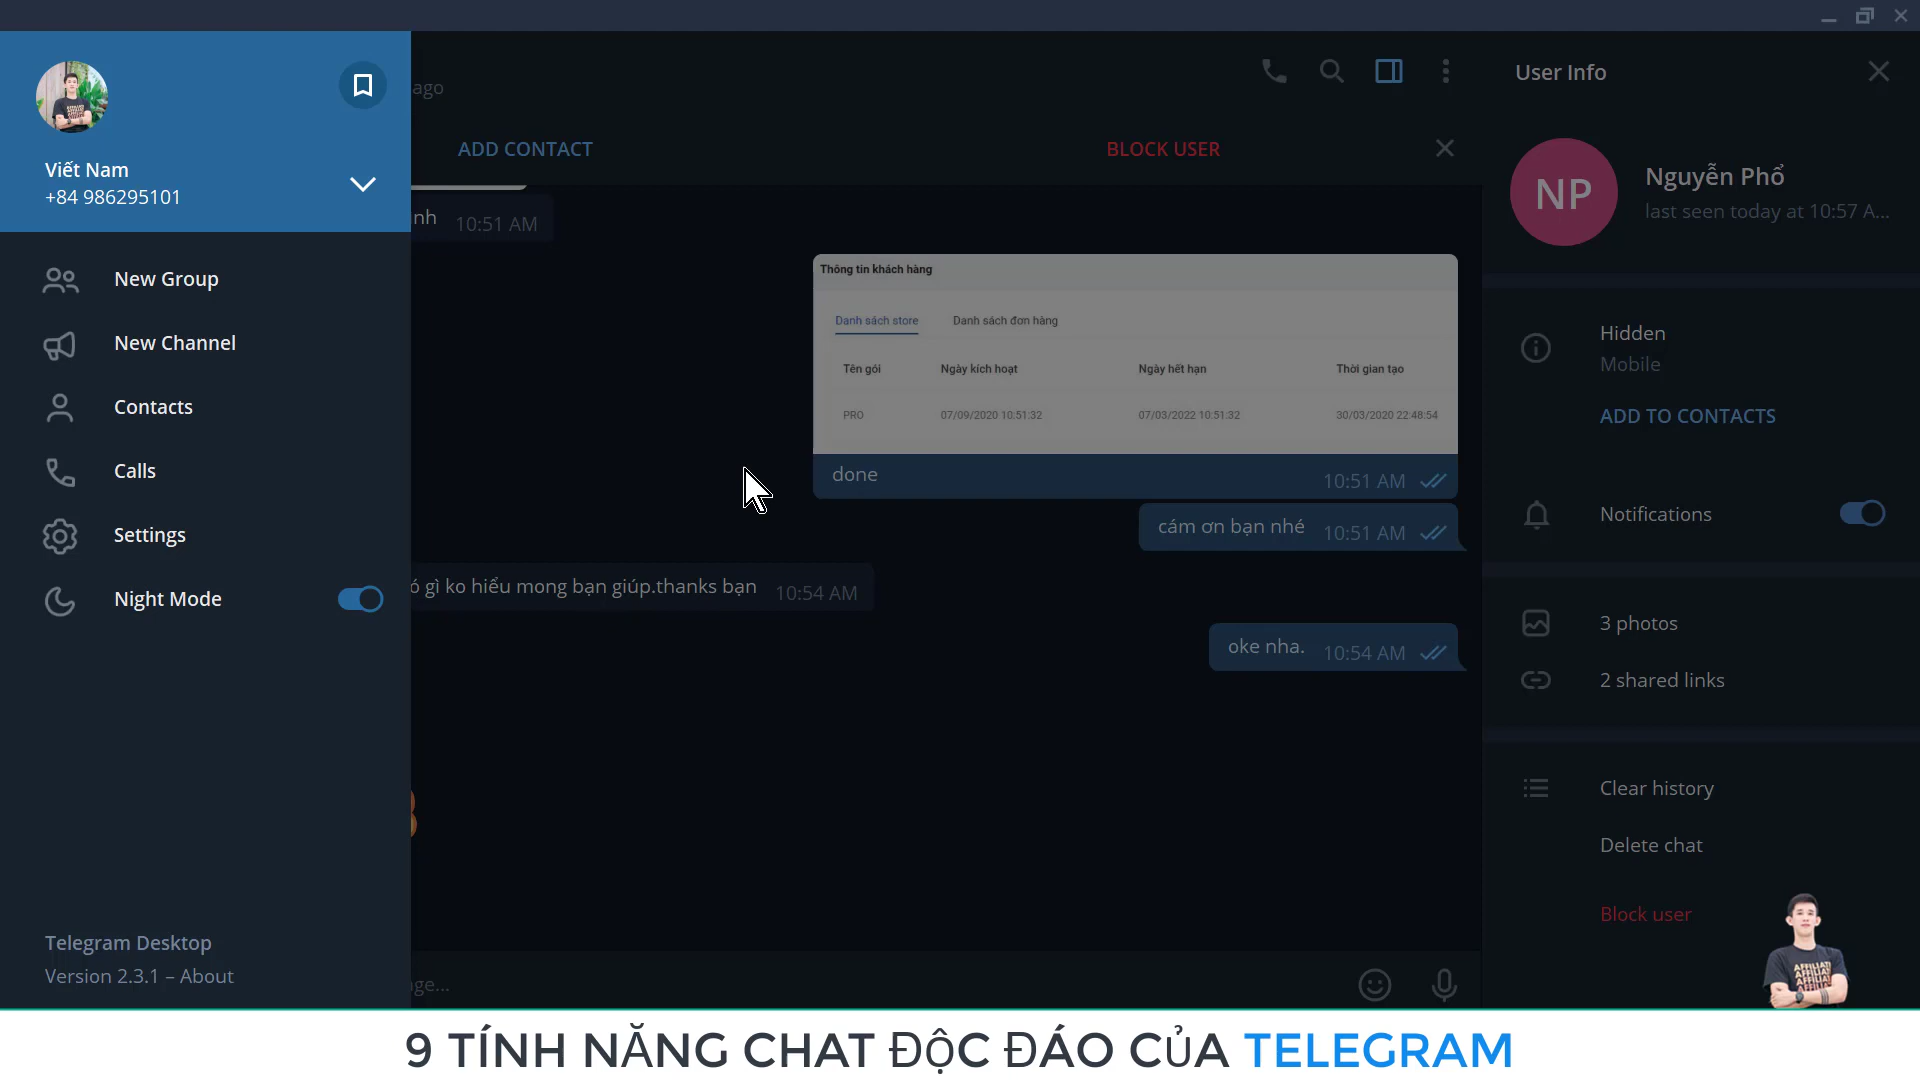 Viết Nam
+84 986295101
New Group
New Channel
Contacts
Calls
Settings
Night Mode
Telegram Desktop
Version 2.3.1 – About
ago
ADD CONTACT
BLOCK USER
nh 10:51 AM
Thông tin khách hàng
Danh sách store Danh sách đơn hàng
Tên gói Ngày kích hoạt Ngày hết hạn Thời gian tạo
PRO 07/09/2020 10:51:32 07/03/2022 10:51:32 30/03/2020 22:48:54
done 10:51 AM
cám ơn bạn nhé 10:51 AM
ó gì ko hiểu mong bạn giúp.thanks bạn 10:54 AM
oke nha. 10:54 AM
ge...
User Info
NP
Nguyễn Phổ
last seen today at 10:57 A...
Hidden
Mobile
ADD TO CONTACTS
Notifications
3 photos
2 shared links
Clear history
Delete chat
Block user
9 TÍNH NĂNG CHAT ĐỘC ĐÁO CỦA TELEGRAM